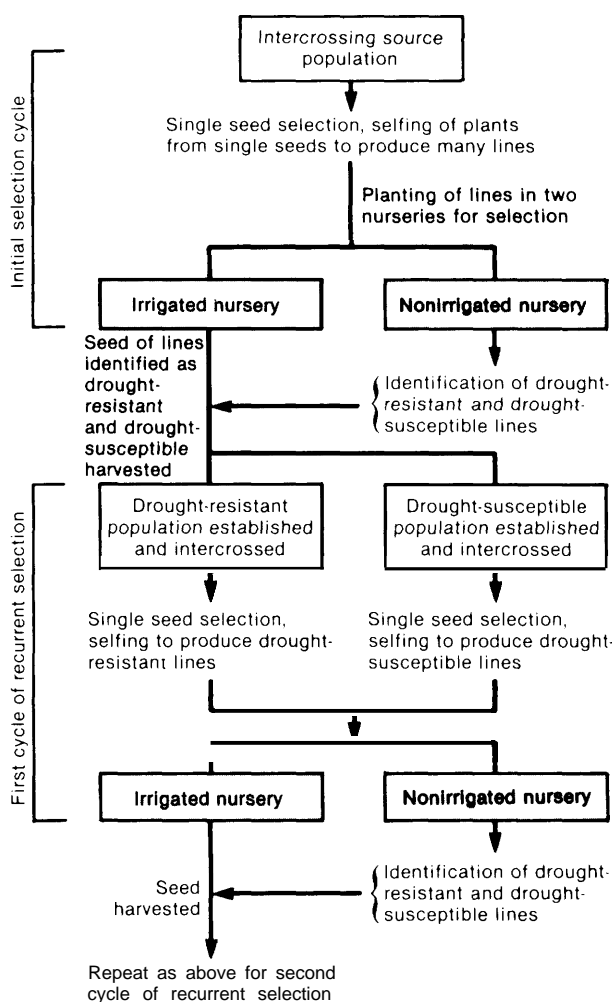 Initial selection cycle
Intercrossing source
population
Single seed selection, selfing of plants
from single seeds to produce many lines
Planting of lines in two
nurseries for selection
Irrigated nursery
Nonirrigated nursery
Seed of lines
identified as
drought-
resistant
and drought-
susceptible
harvested
Identification of drought-
resistant and drought-
susceptible lines
First cycle of recurrent selection
Drought-resistant
population established
and intercrossed
Drought-susceptible
population established
and intercrossed
Single seed selection,
selfing to produce drought-
resistant lines
Single seed selection,
selfing to produce drought-
susceptible lines
Irrigated nursery
Nonirrigated nursery
Seed
harvested
Identification of drought-
resistant and drought-
susceptible lines
Repeat as above for second
cycle of recurrent selection